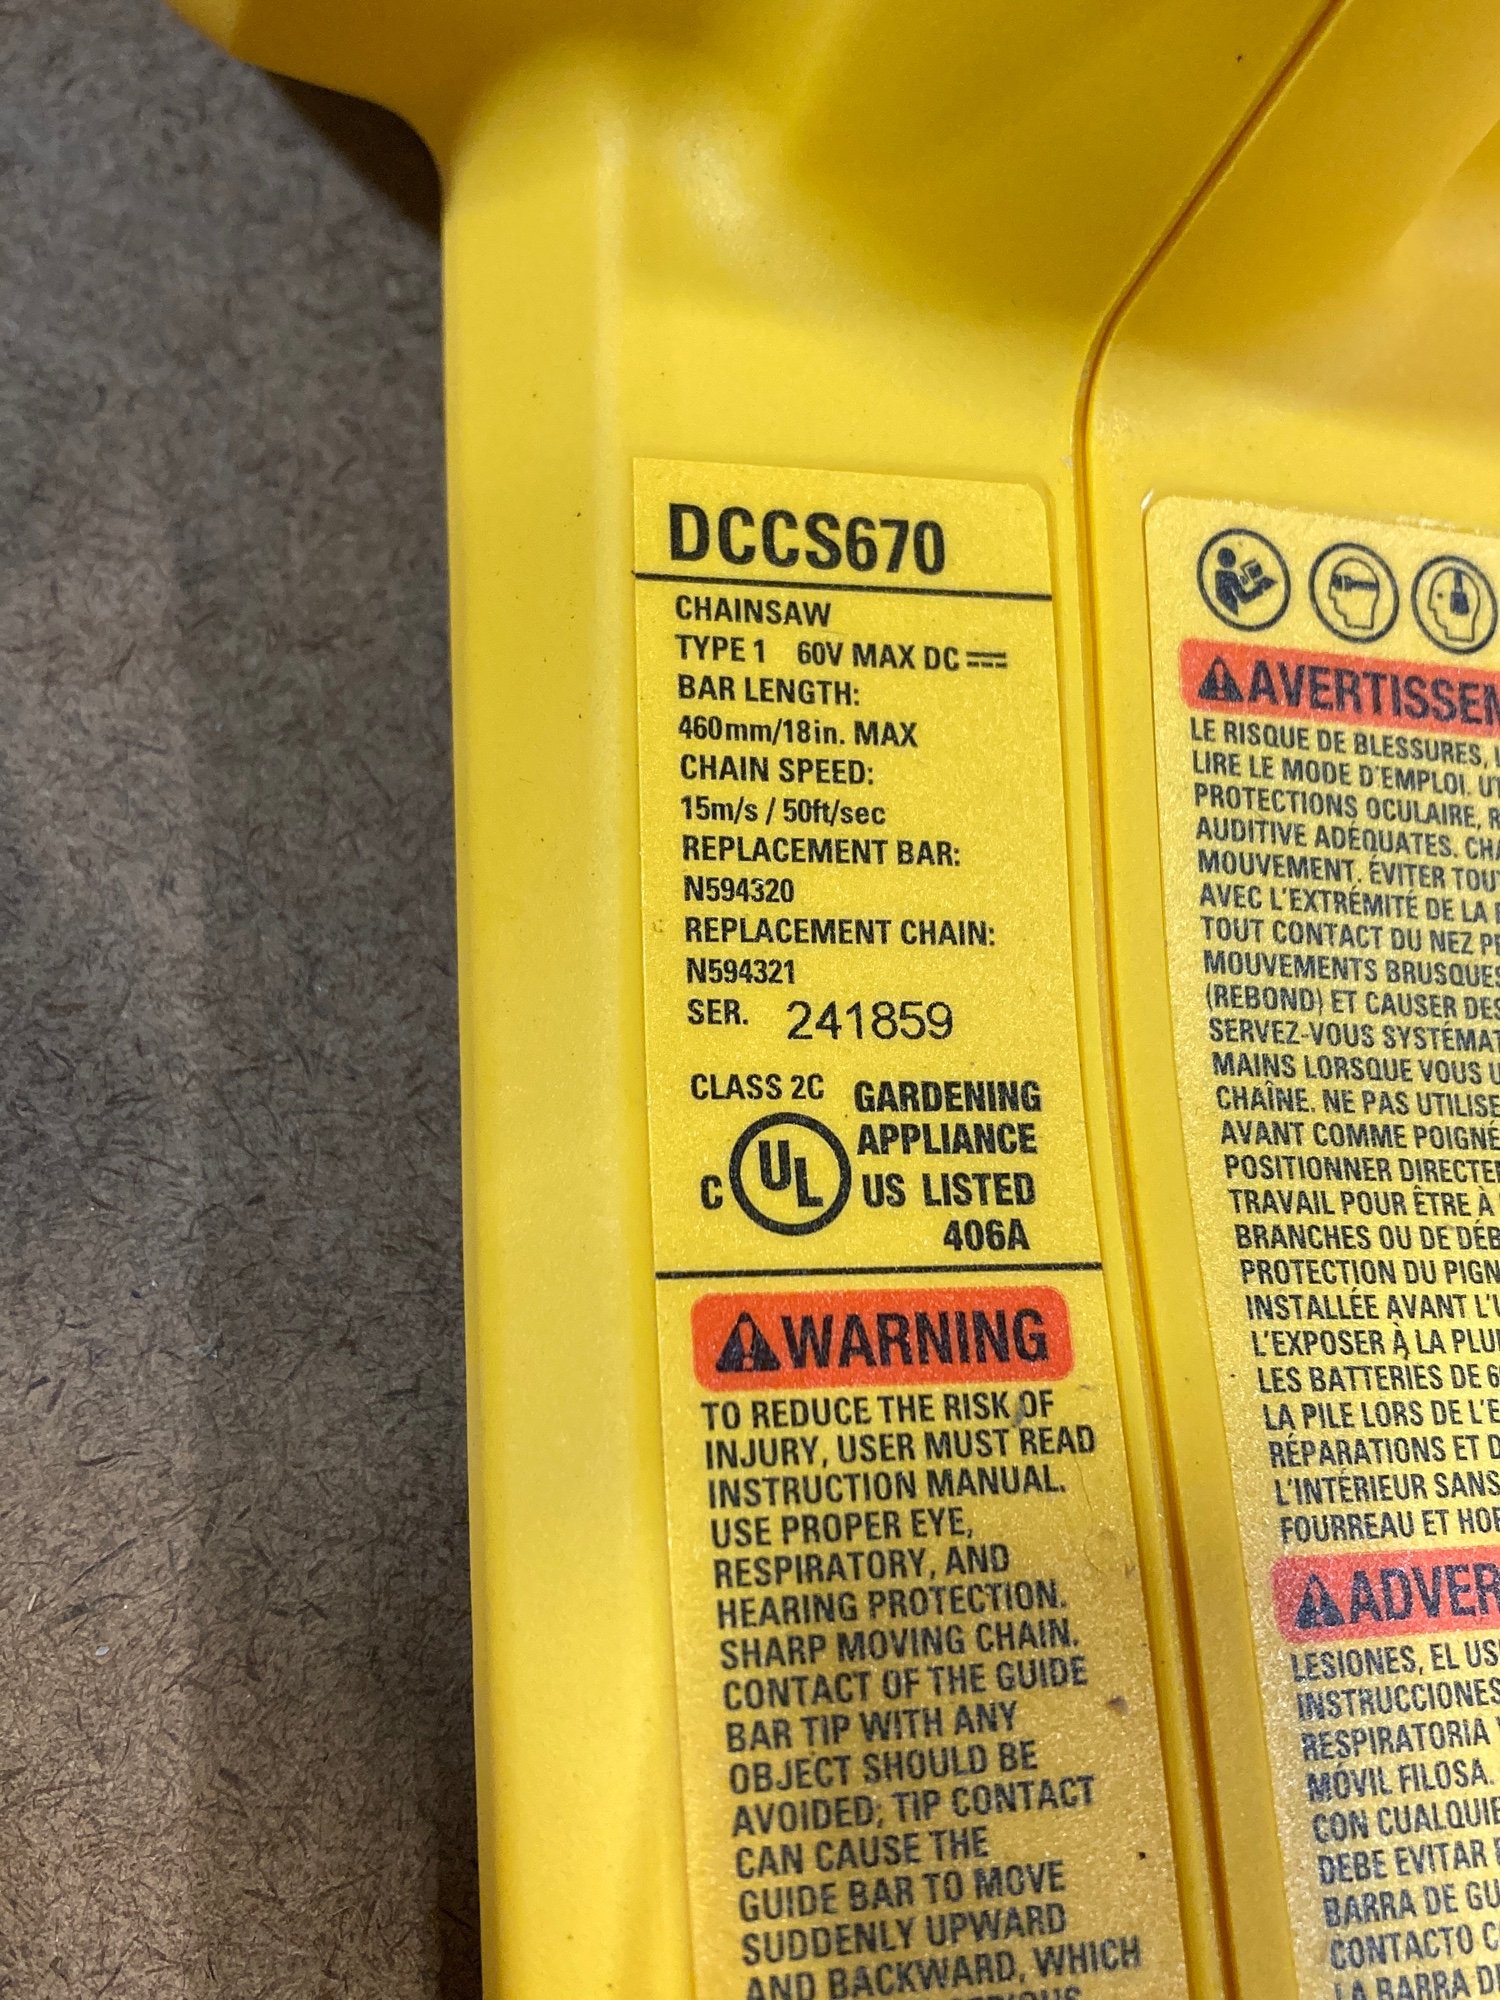 DCCS670
CHAINSAW
TYPE 1 60V MAX DC
BAR LENGTH:
460mm/18in. MAX
CHAIN SPEED:
15m/s / 50ft/sec
REPLACEMENT BAR:
N594320
REPLACEMENT CHAIN:
N594321
SER. 241859
CLASS 2C GARDENING
APPLIANCE
C UL US LISTED
406A
WARNING
TO REDUCE THE RISK OF
INJURY, USER MUST READ
INSTRUCTION MANUAL.
USE PROPER EYE,
RESPIRATORY, AND
HEARING PROTECTION.
SHARP MOVING CHAIN.
CONTACT OF THE GUIDE
BAR TIP WITH ANY
OBJECT SHOULD BE
AVOIDED; TIP CONTACT
CAN CAUSE THE
GUIDE BAR TO MOVE
SUDDENLY UPWARD
AND BACKWARD, WHICH
LE RISQUE DE BLESSURES,
LIRE LE MODE D'EMPLOI.
PROTECTIONS OCULAIRE,
AUDITIVE ADÉQUATES.
MOUVEMENT. ÉVITER
AVEC L'EXTRÉMITÉ DE LA
TOUT CONTACT DU NEZ
MOUVEMENTS BRUSQUES
(REBOND) ET CAUSER DES
SERVEZ-VOUS
MAINS LORSQUE VOUS
CHAÎNE. NE PAS
AVANT COMME
POSITIONNER
TRAVAIL POUR ÊTRE À
BRANCHES OU DE
PROTECTION DU
INSTALLÉE AVANT
L'EXPOSER À LA
LES BATTERIES DE
LA PILE LORS DE
RÉPARATIONS ET
L'INTÉRIEUR SANS
FOURREAU ET
LESIONES, EL
INSTRUCCIONES
RESPIRATORIA
MÓVIL FILOSA.
CON
DEBE EVITAR
BARRA DE
CONTACTO
LA BARRA